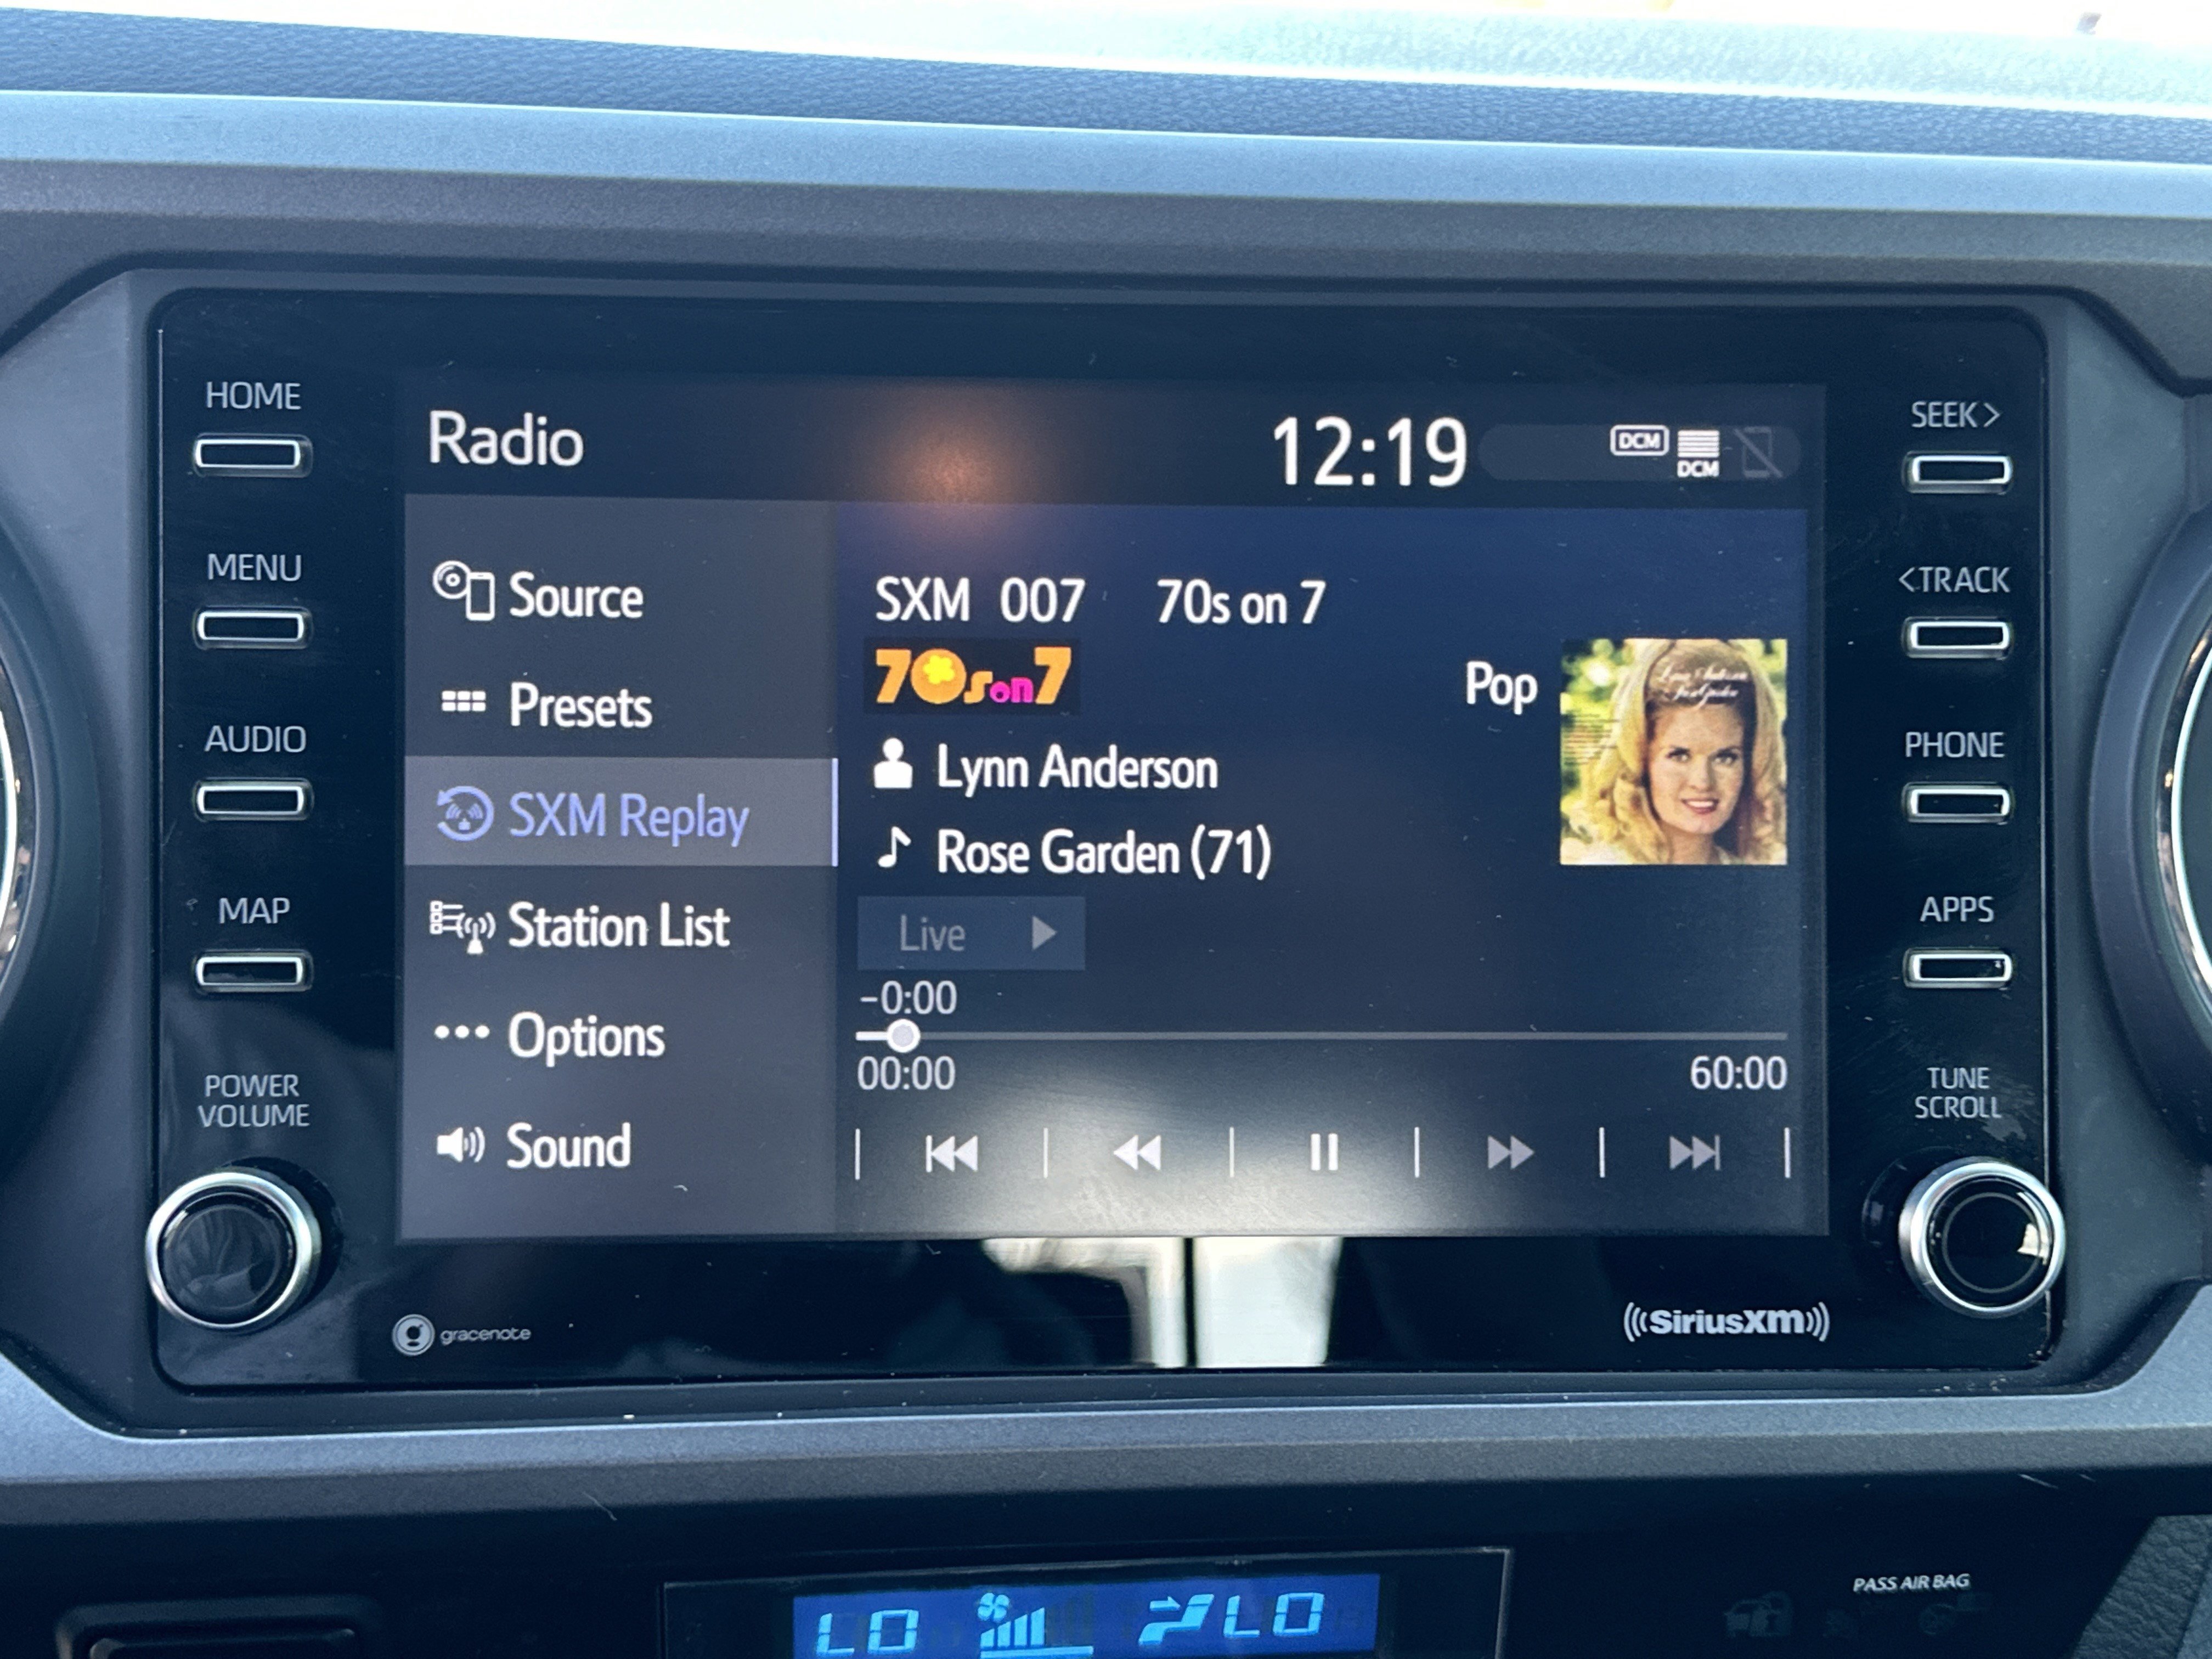 HOME
MENU
AUDIO
MAP
POWER
VOLUME
Radio
12:19
DCM
DCM
Source
Presets
SXM Replay
Station List
Options
Sound
SXM 007 70s on 7
70s on 7
Pop
Lynn Anderson
Rose Garden (71)
Live
-0:00
00:00
60:00
SEEK>
<TRACK
PHONE
APPS
TUNE
SCROLL
gracenote
SiriusXM
LO
LO
PASS AIR BAG